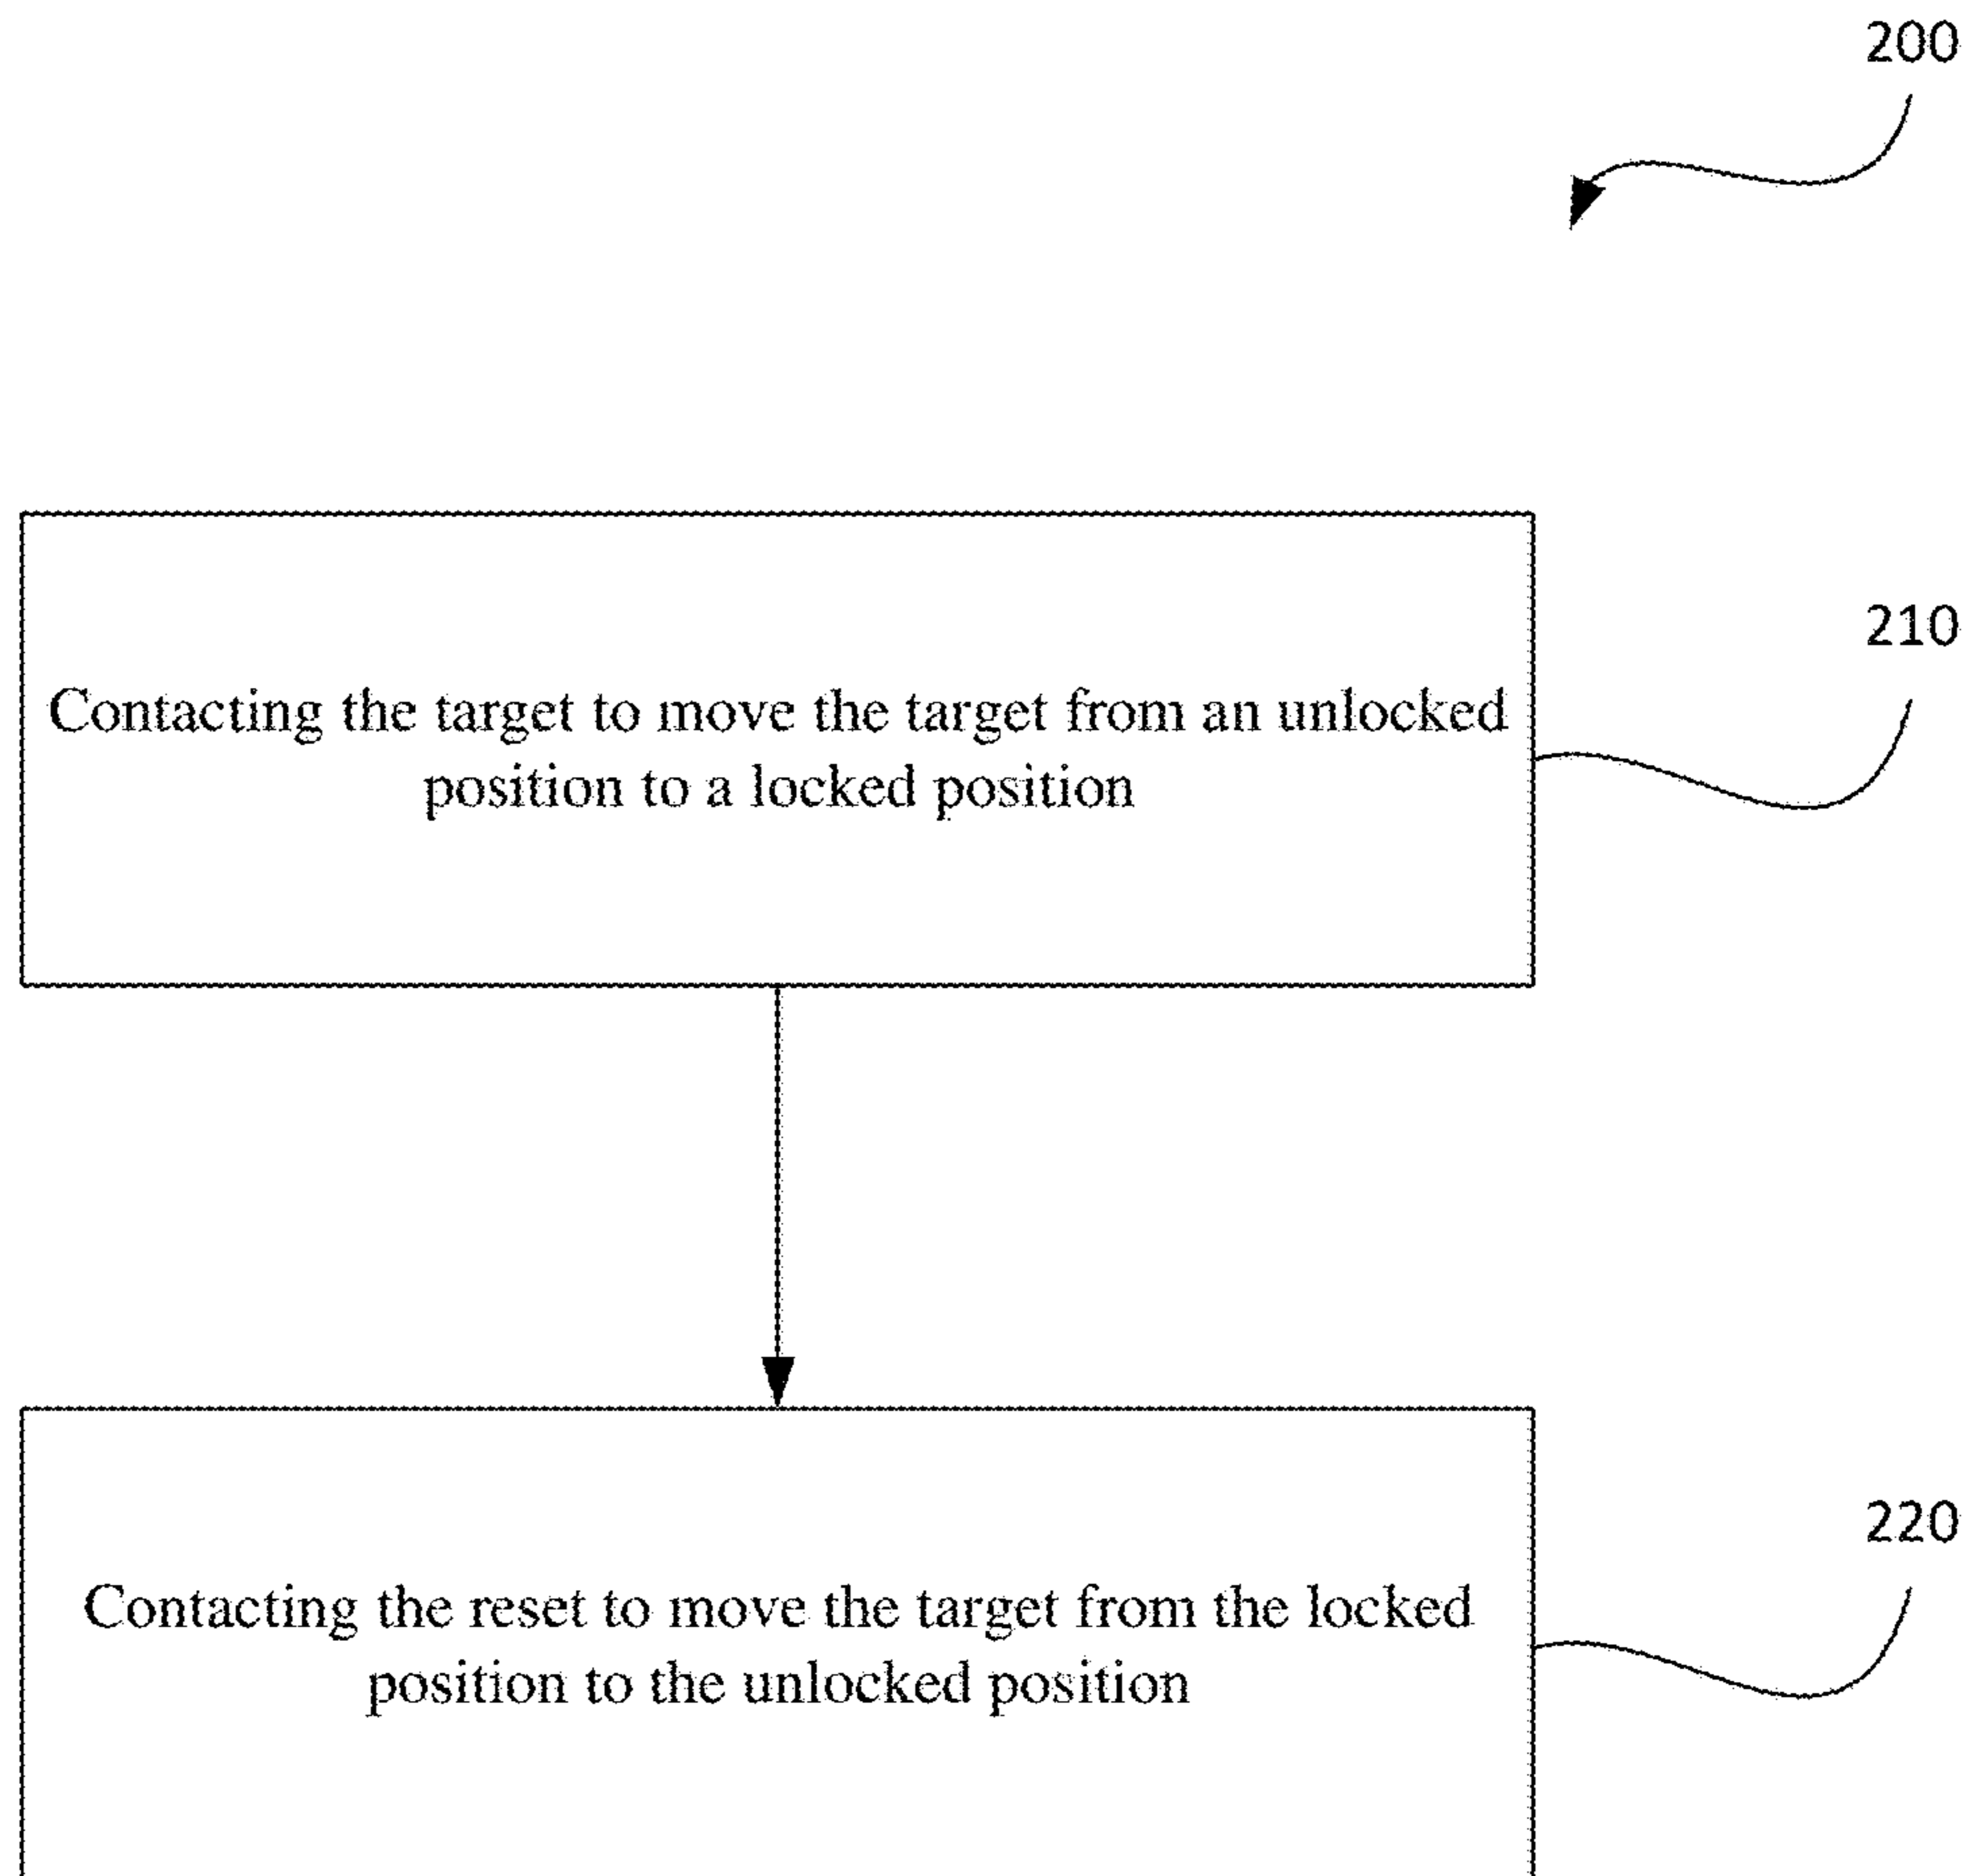 200
210
Contacting the target to move the target from an unlocked
position to a locked position
220
Contacting the reset to move the target from the locked
position to the unlocked position